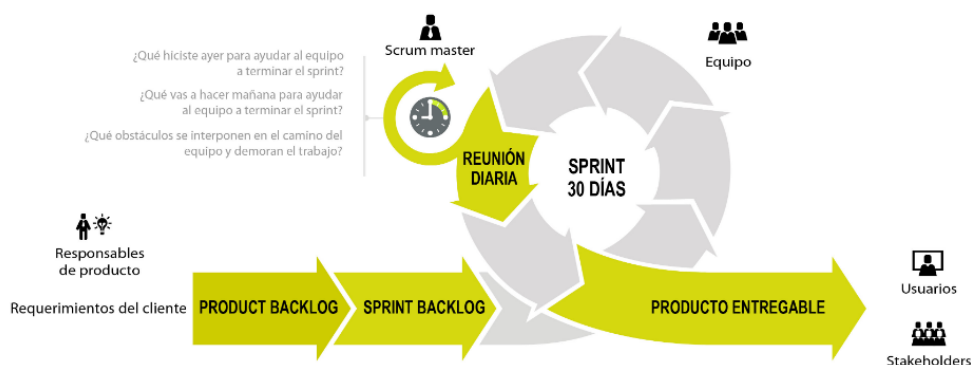 Scrum master
¿Qué hiciste ayer para ayudar al equipo
a terminar el sprint?
¿Qué vas a hacer mañana para ayudar
al equipo a terminar el sprint?
¿Qué obstáculos se interponen en el camino del
equipo y demoran el trabajo?
REUNIÓN
DIARIA
SPRINT
30 DÍAS
Equipo
Responsables
de producto
Requerimientos del cliente
PRODUCT BACKLOG
SPRINT BACKLOG
PRODUCTO ENTREGABLE
Usuarios
Stakeholders